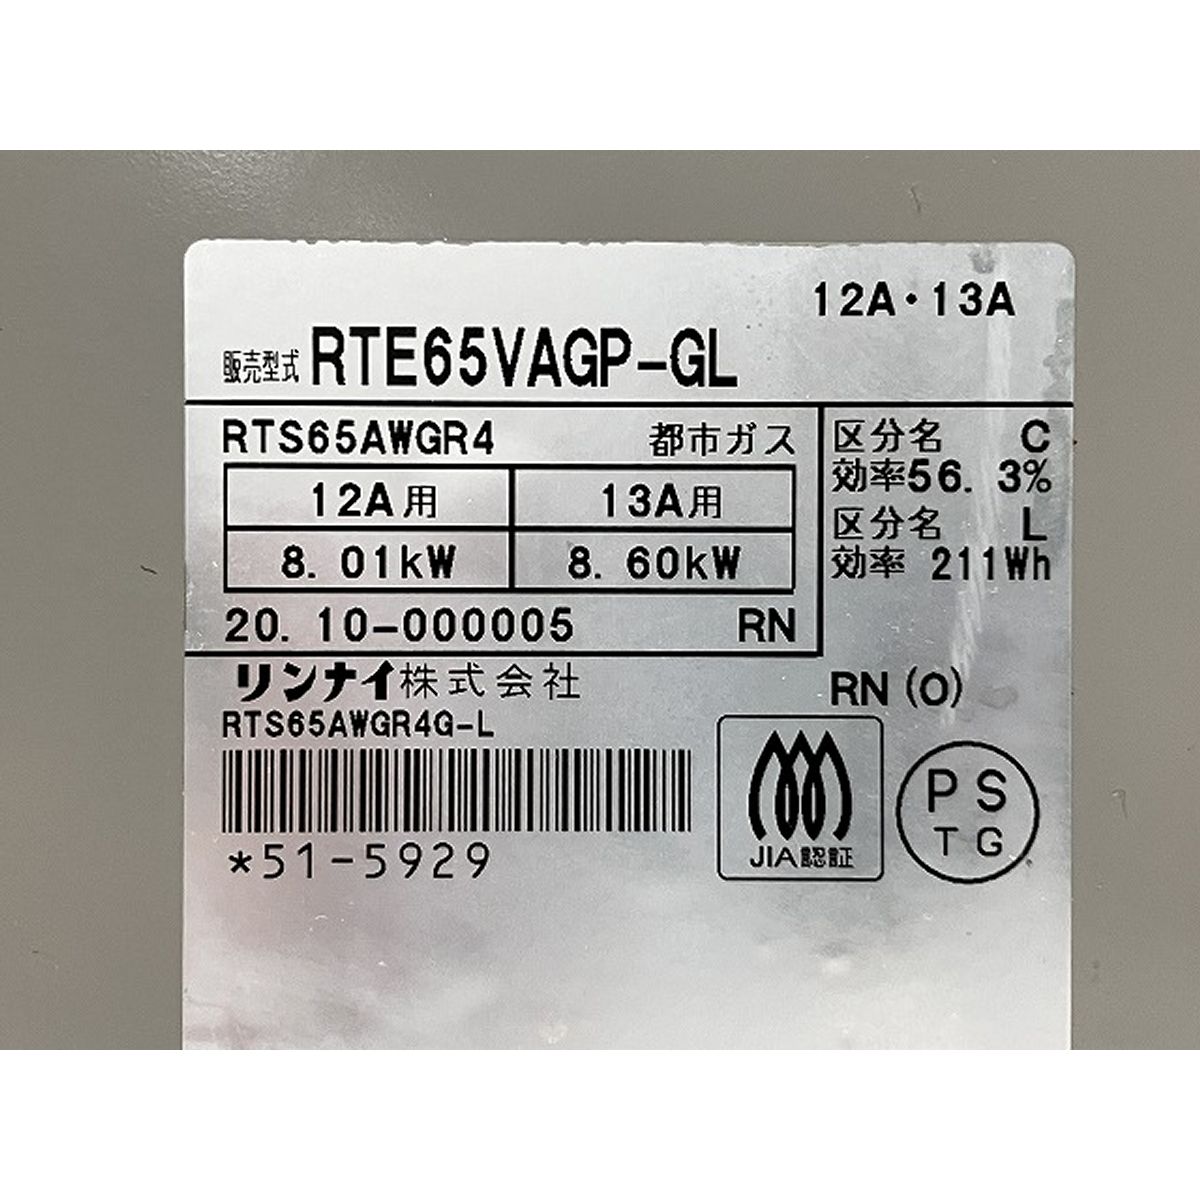 12A・13A
販売型式 RTE65VAGP-GL
RTS65AWGR4 都市ガス
12A用 13A用
8.01kW 8.60kW
20.10-000005 RN
区分名 C
効率56.3%
区分名 L
効率 211Wh
リンナイ株式会社
RN(O)
RTS65AWGR4G-L
*51-5929
JIA認証
PS
TG